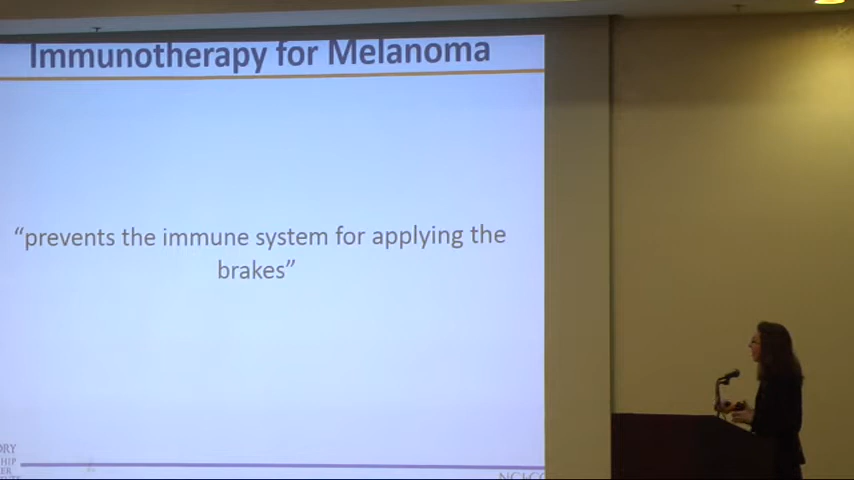 Immunotherapy for Melanoma
“prevents the immune system for applying the
brakes”